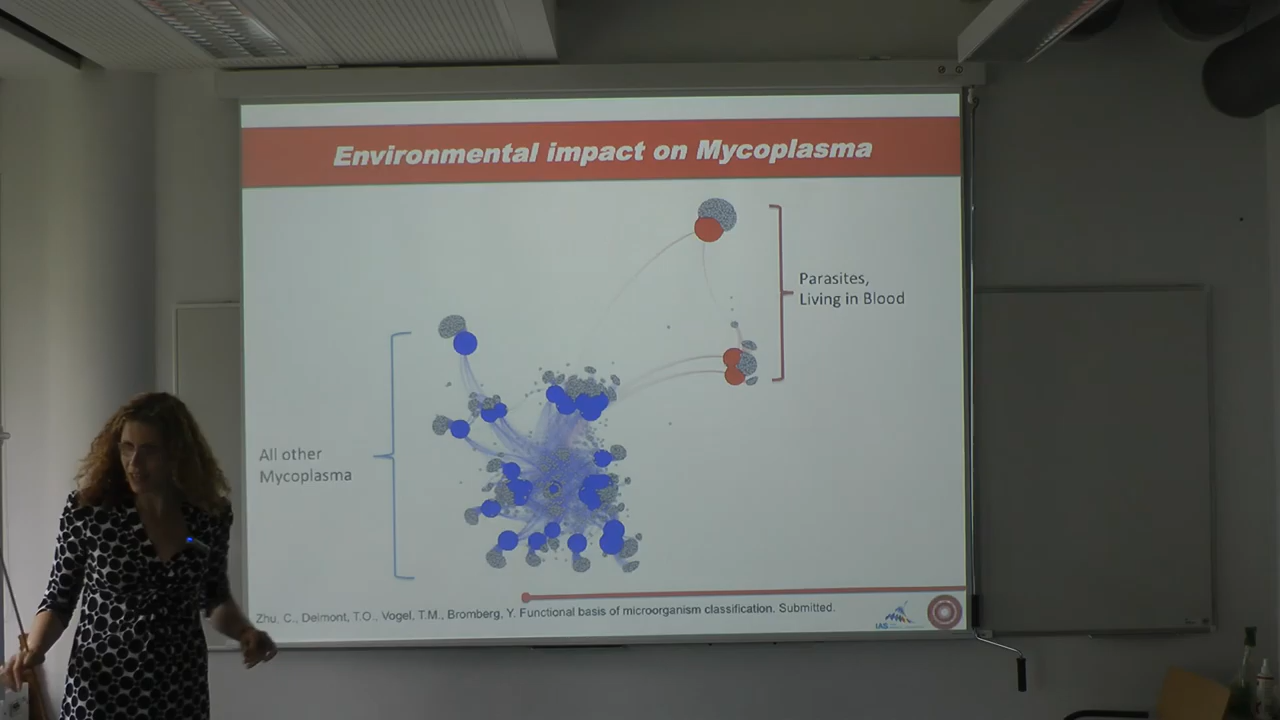 Environmental impact on Mycoplasma
Parasites,
Living in Blood
All other
Mycoplasma
Zhu, C., Delmont, T.O., Vogel, T.M., Bromberg, Y. Functional basis of microorganism classification. Submitted.
IAS